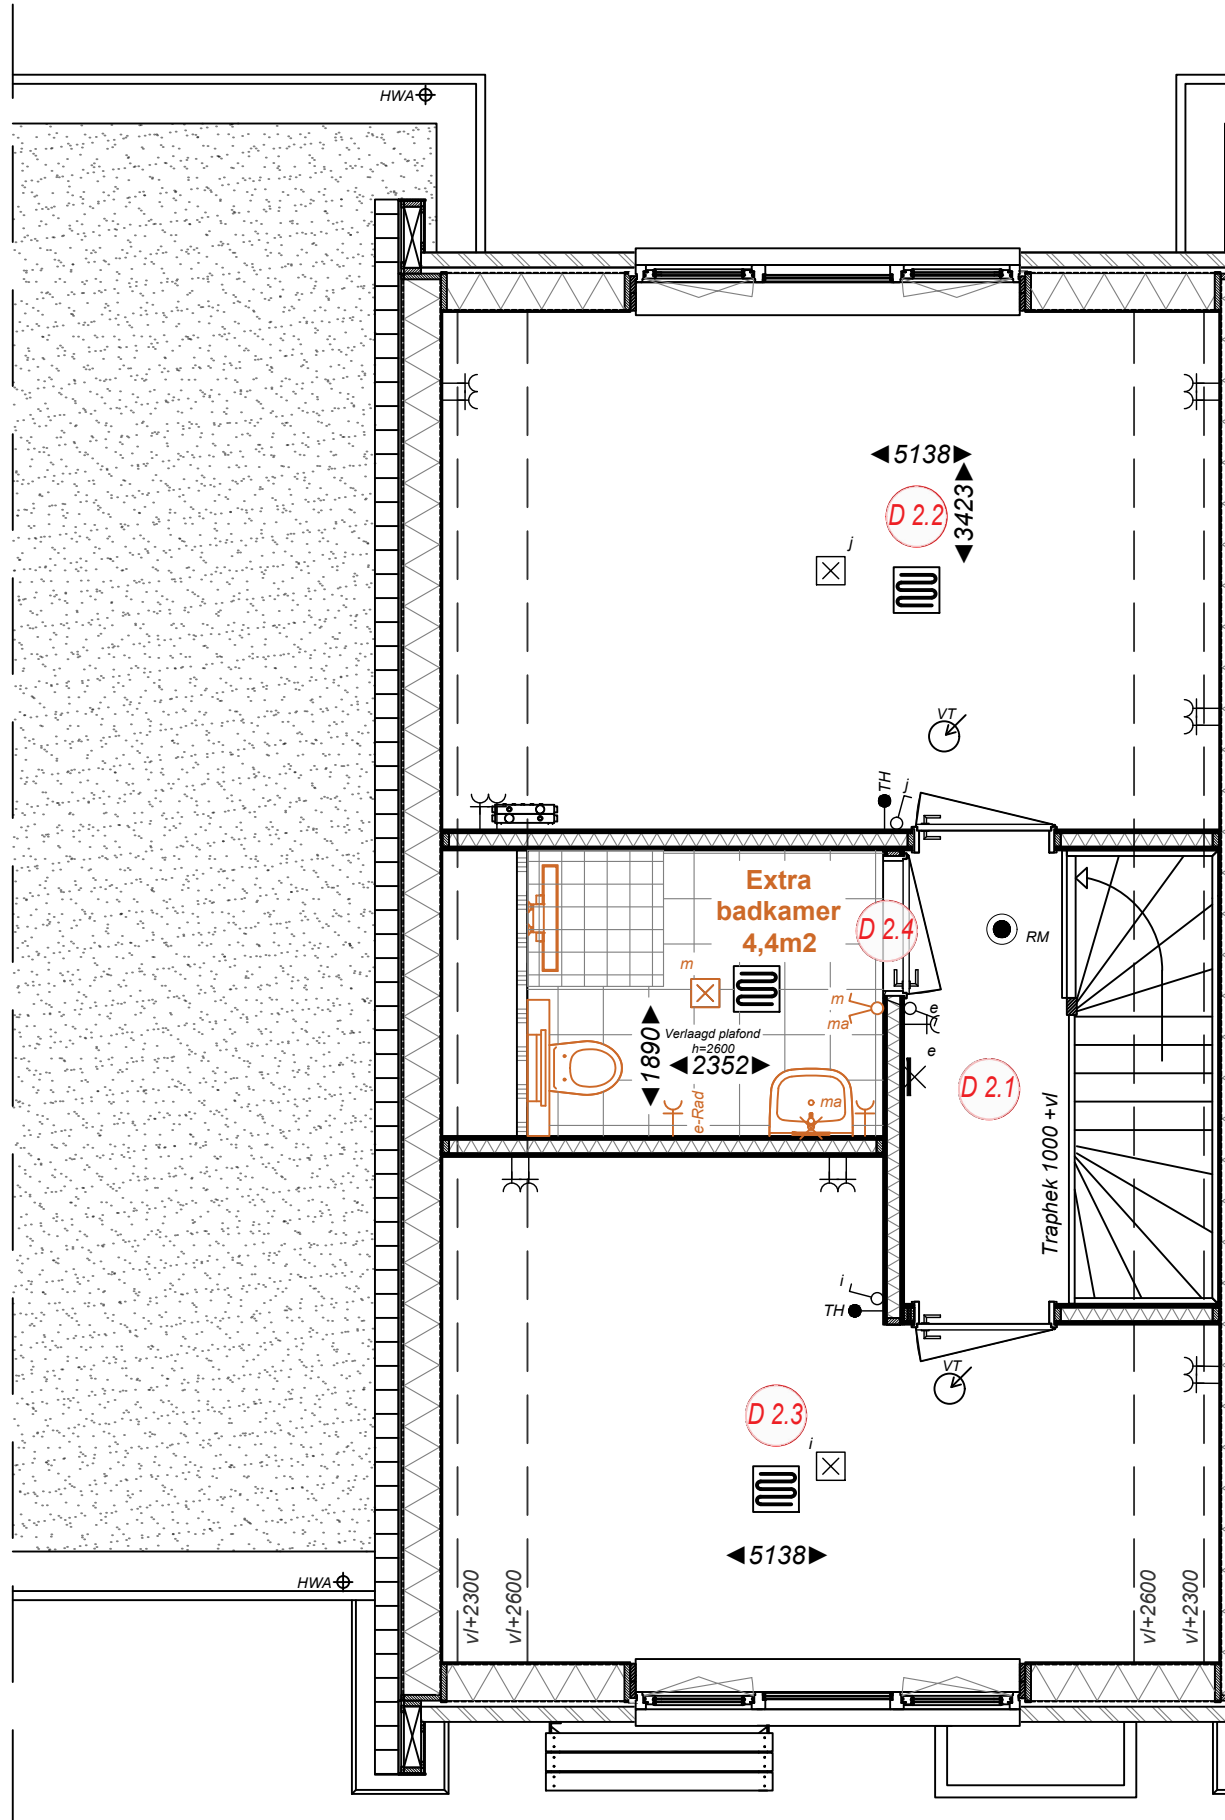 HWA
5138
3423
D 2.2
j
VT
TH
j
Extra
badkamer
4,4m2
D 2.4
RM
m
m
ma
e
e
Verlaagd plafond
h=2600
1890
2352
e-Rad
ma
D 2.1
Traphek 1000 +vl
i
TH
VT
D 2.3
i
5138
HWA
vl+2300
vl+2600
vl+2600
vl+2300